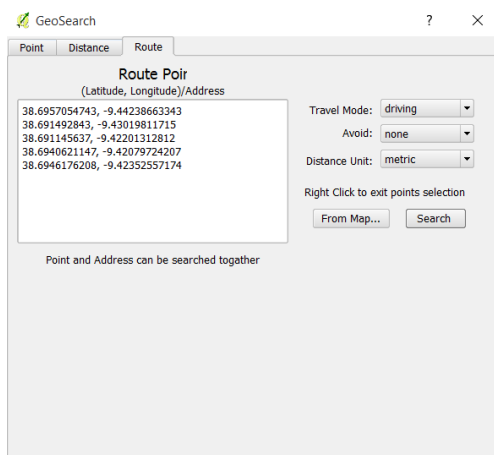 GeoSearch
?
Point
Distance
Route
Route Poir
(Latitude, Longitude)/Address
38.6957054743, -9.44238663343
38.691492843, -9.43019811715
38.691145637, -9.42201312812
38.6940621147, -9.42079724207
38.6946176208, -9.42352557174
Travel Mode: driving
Avoid: none
Distance Unit: metric
Right Click to exit points selection
From Map...
Search
Point and Address can be searched togather